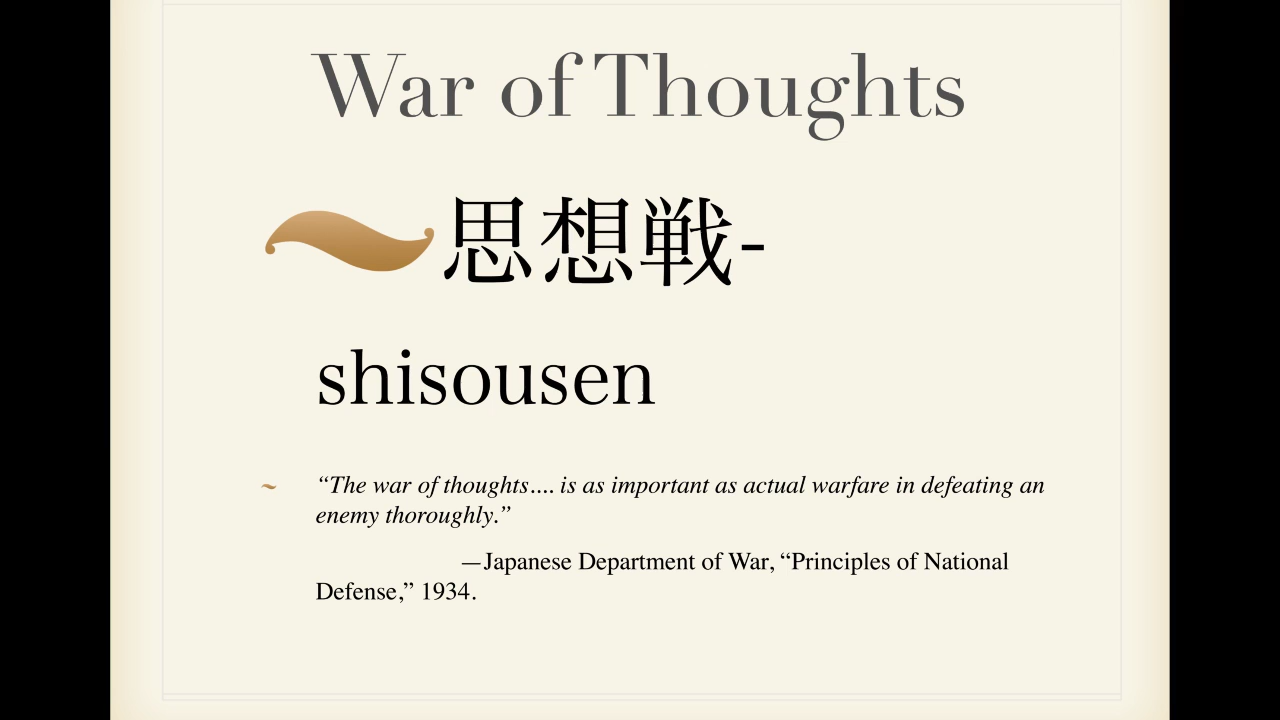 War of Thoughts
思想戦-
shisousen
“The war of thoughts.... is as important as actual warfare in defeating an
enemy thoroughly.”
—Japanese Department of War, “Principles of National
Defense,” 1934.